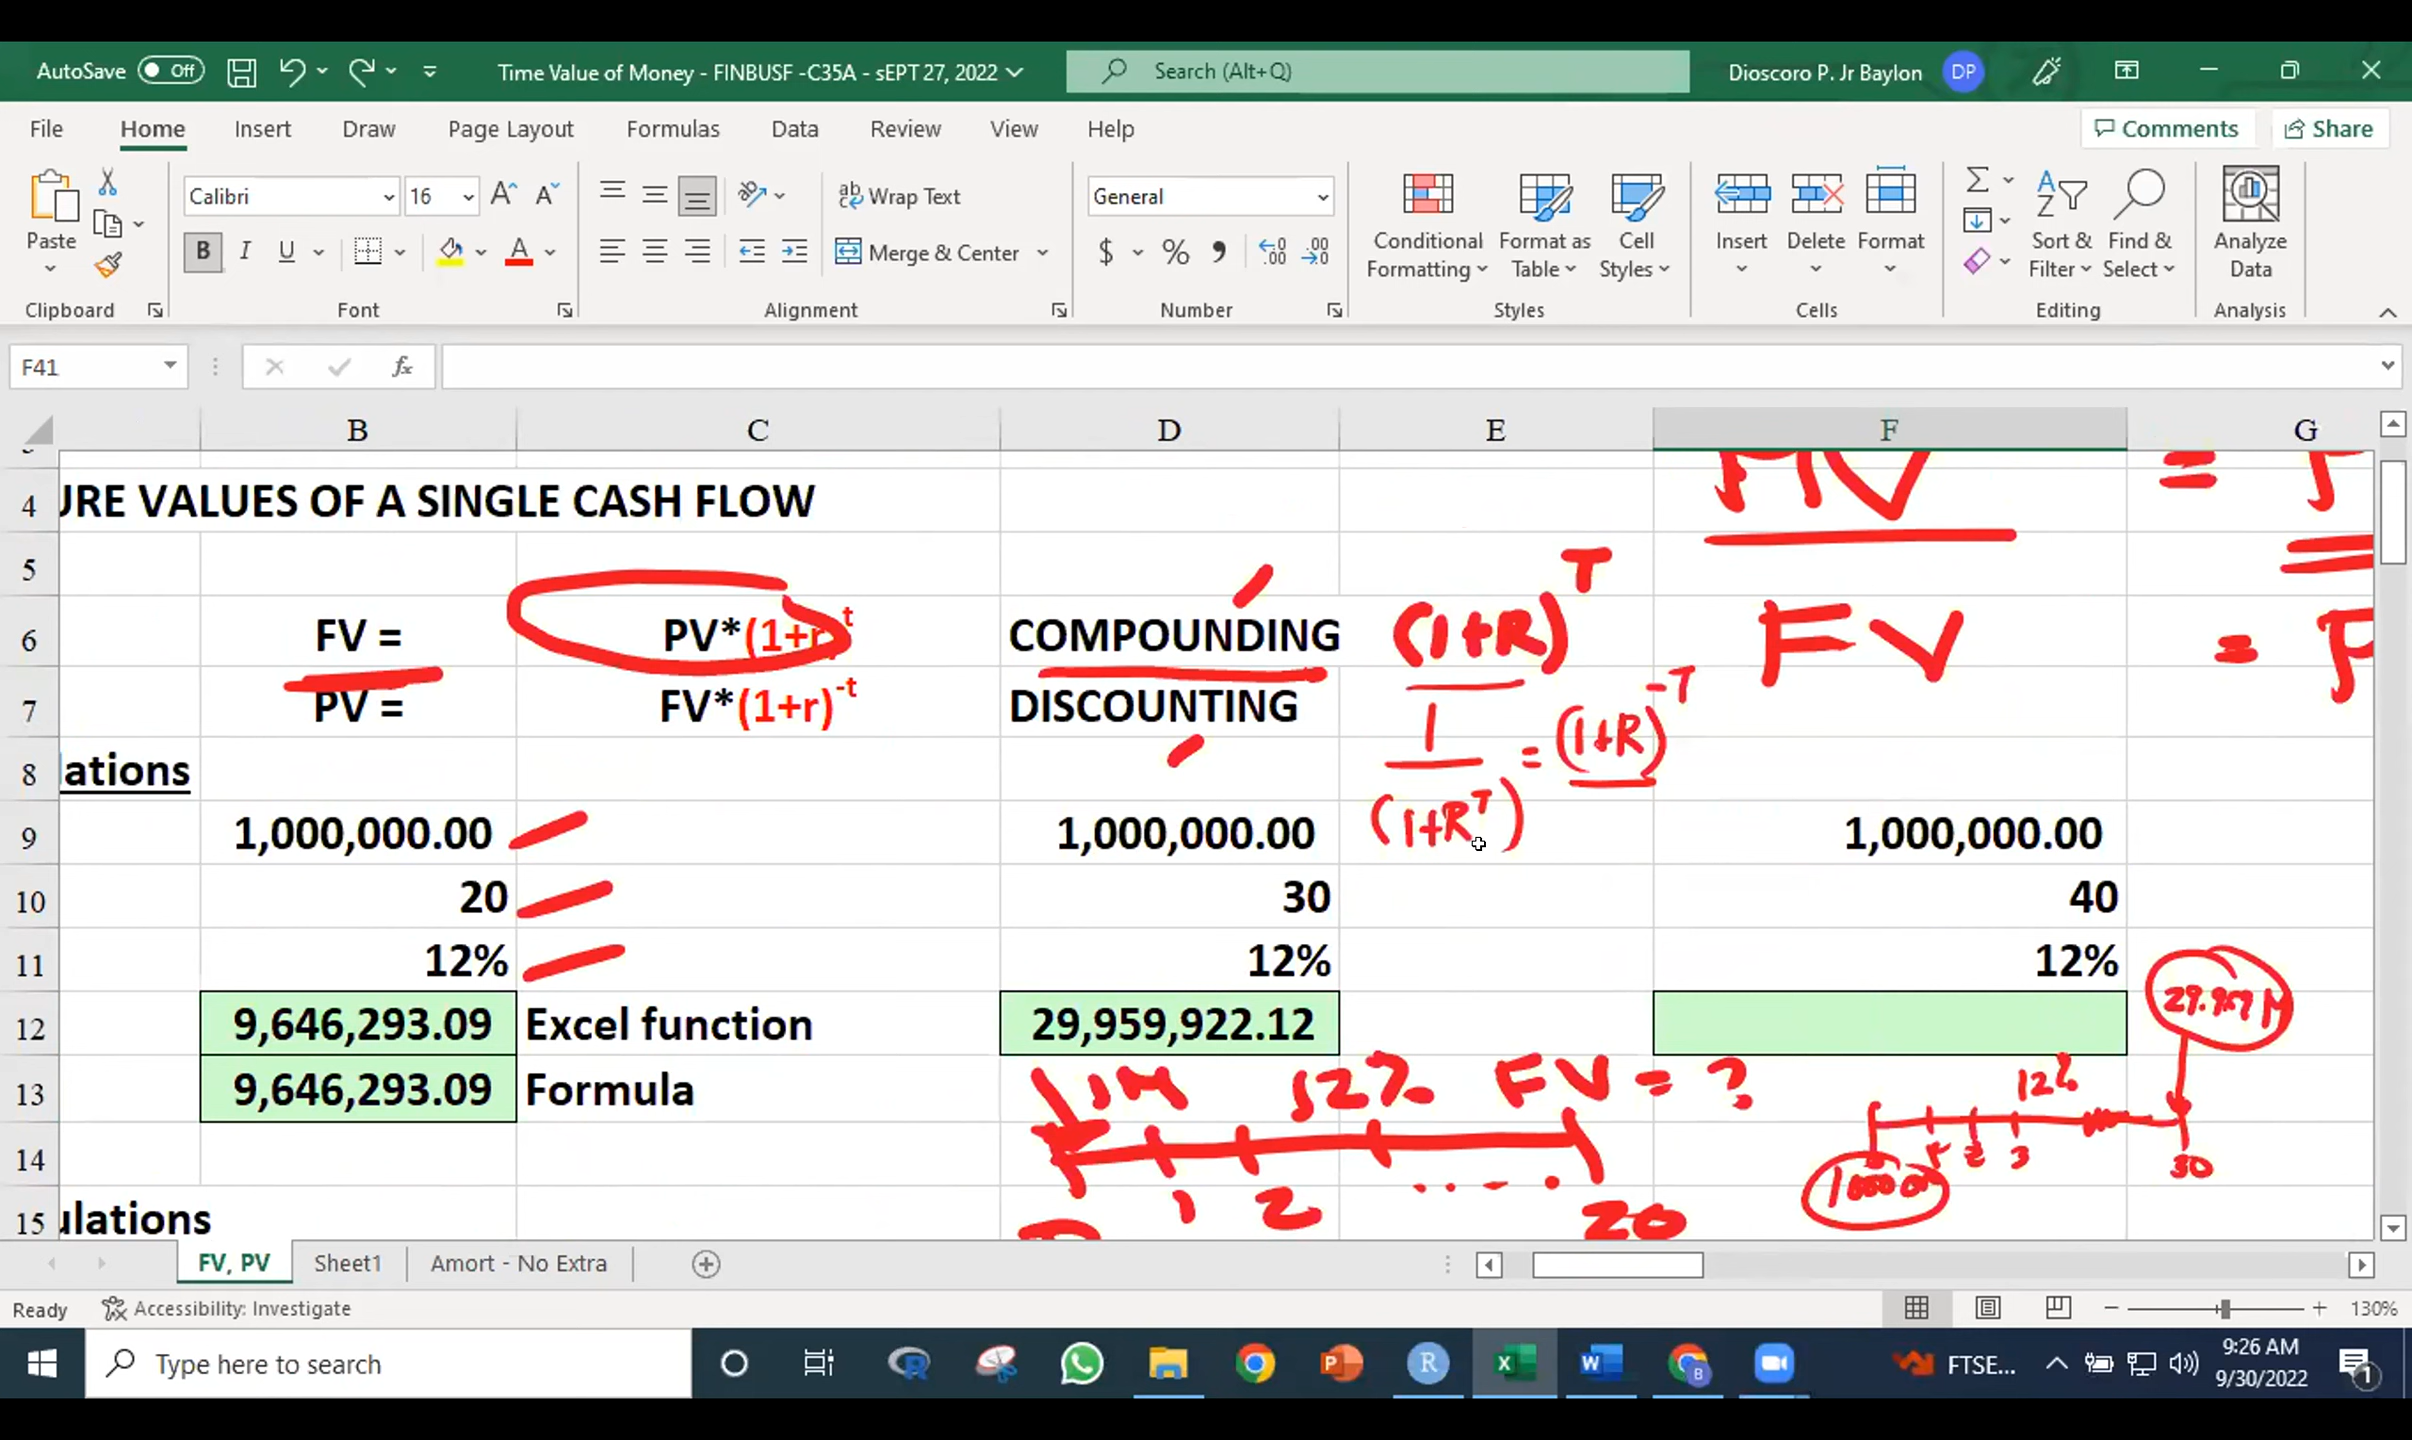 AutoSave Off Time Value of Money - FINBUSF -C35A - sEPT 27, 2022 Search (Alt+Q) Dioscoro P. Jr Baylon DP
File Home Insert Draw Page Layout Formulas Data Review View Help Comments Share
Calibri 16 Wrap Text General
Paste B I U Merge & Center $ % Conditional Formatting Format as Table Cell Styles Insert Delete Format Sort & Filter Find & Select Analyze Data
Clipboard Font Alignment Number Styles Cells Editing Analysis
F41 fx
B C D E F G
4 URE VALUES OF A SINGLE CASH FLOW
5
6 FV = PV*(1+r)t COMPOUNDING (1+R)T FV =
7 PV = FV*(1+r)-t DISCOUNTING
8 lations 1 = (1+R)-T
9 1,000,000.00 1,000,000.00 (1+RT) 1,000,000.00
10 20 30 40
11 12% 12% 12%
12 9,646,293.09 Excel function 29,959,922.12
13 9,646,293.09 Formula 1M 12% FV = ? 12%
14 1 2 3 30
15 ulations 1 2 .... 20
FV, PV Sheet1 Amort - No Extra
Ready Accessibility: Investigate 130%
Type here to search FTSE... 9:26 AM
9/30/2022 1